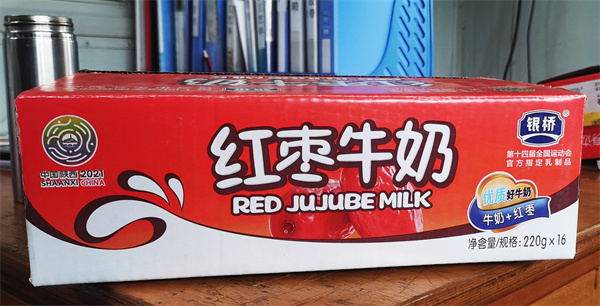 中国陕西 2021
SHAANXI CHINA
红枣牛奶
RED JUJUBE MILK
银桥
®
第十四届全国运动会
官方指定乳制品
优质好牛奶
牛奶+红枣
净含量/规格: 220g×16